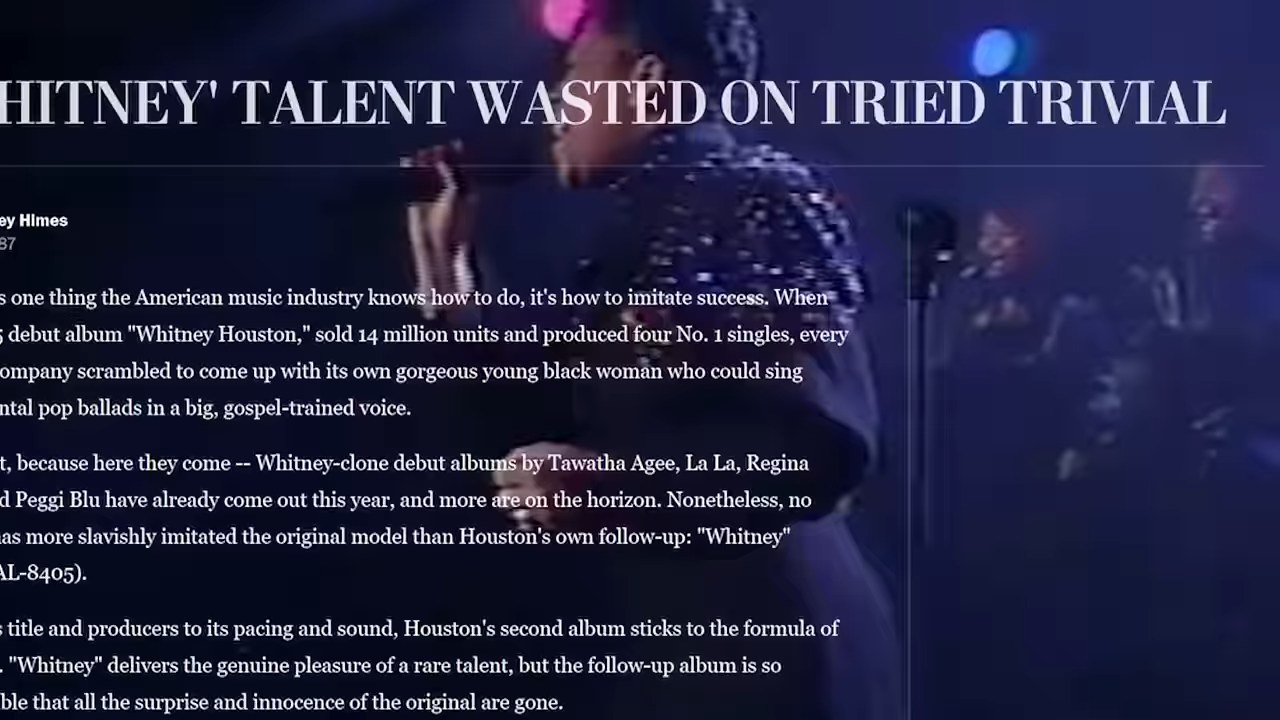 HITNEY' TALENT WASTED ON TRIED TRIVIAL
ey Himes
87
s one thing the American music industry knows how to do, it's how to imitate success. When
5 debut album "Whitney Houston," sold 14 million units and produced four No. 1 singles, every
ompany scrambled to come up with its own gorgeous young black woman who could sing
ntal pop ballads in a big, gospel-trained voice.
t, because here they come -- Whitney-clone debut albums by Tawatha Agee, La La, Regina
d Peggi Blu have already come out this year, and more are on the horizon. Nonetheless, no
as more slavishly imitated the original model than Houston's own follow-up: "Whitney"
AL-8405).
s title and producers to its pacing and sound, Houston's second album sticks to the formula of
. "Whitney" delivers the genuine pleasure of a rare talent, but the follow-up album is so
ble that all the surprise and innocence of the original are gone.